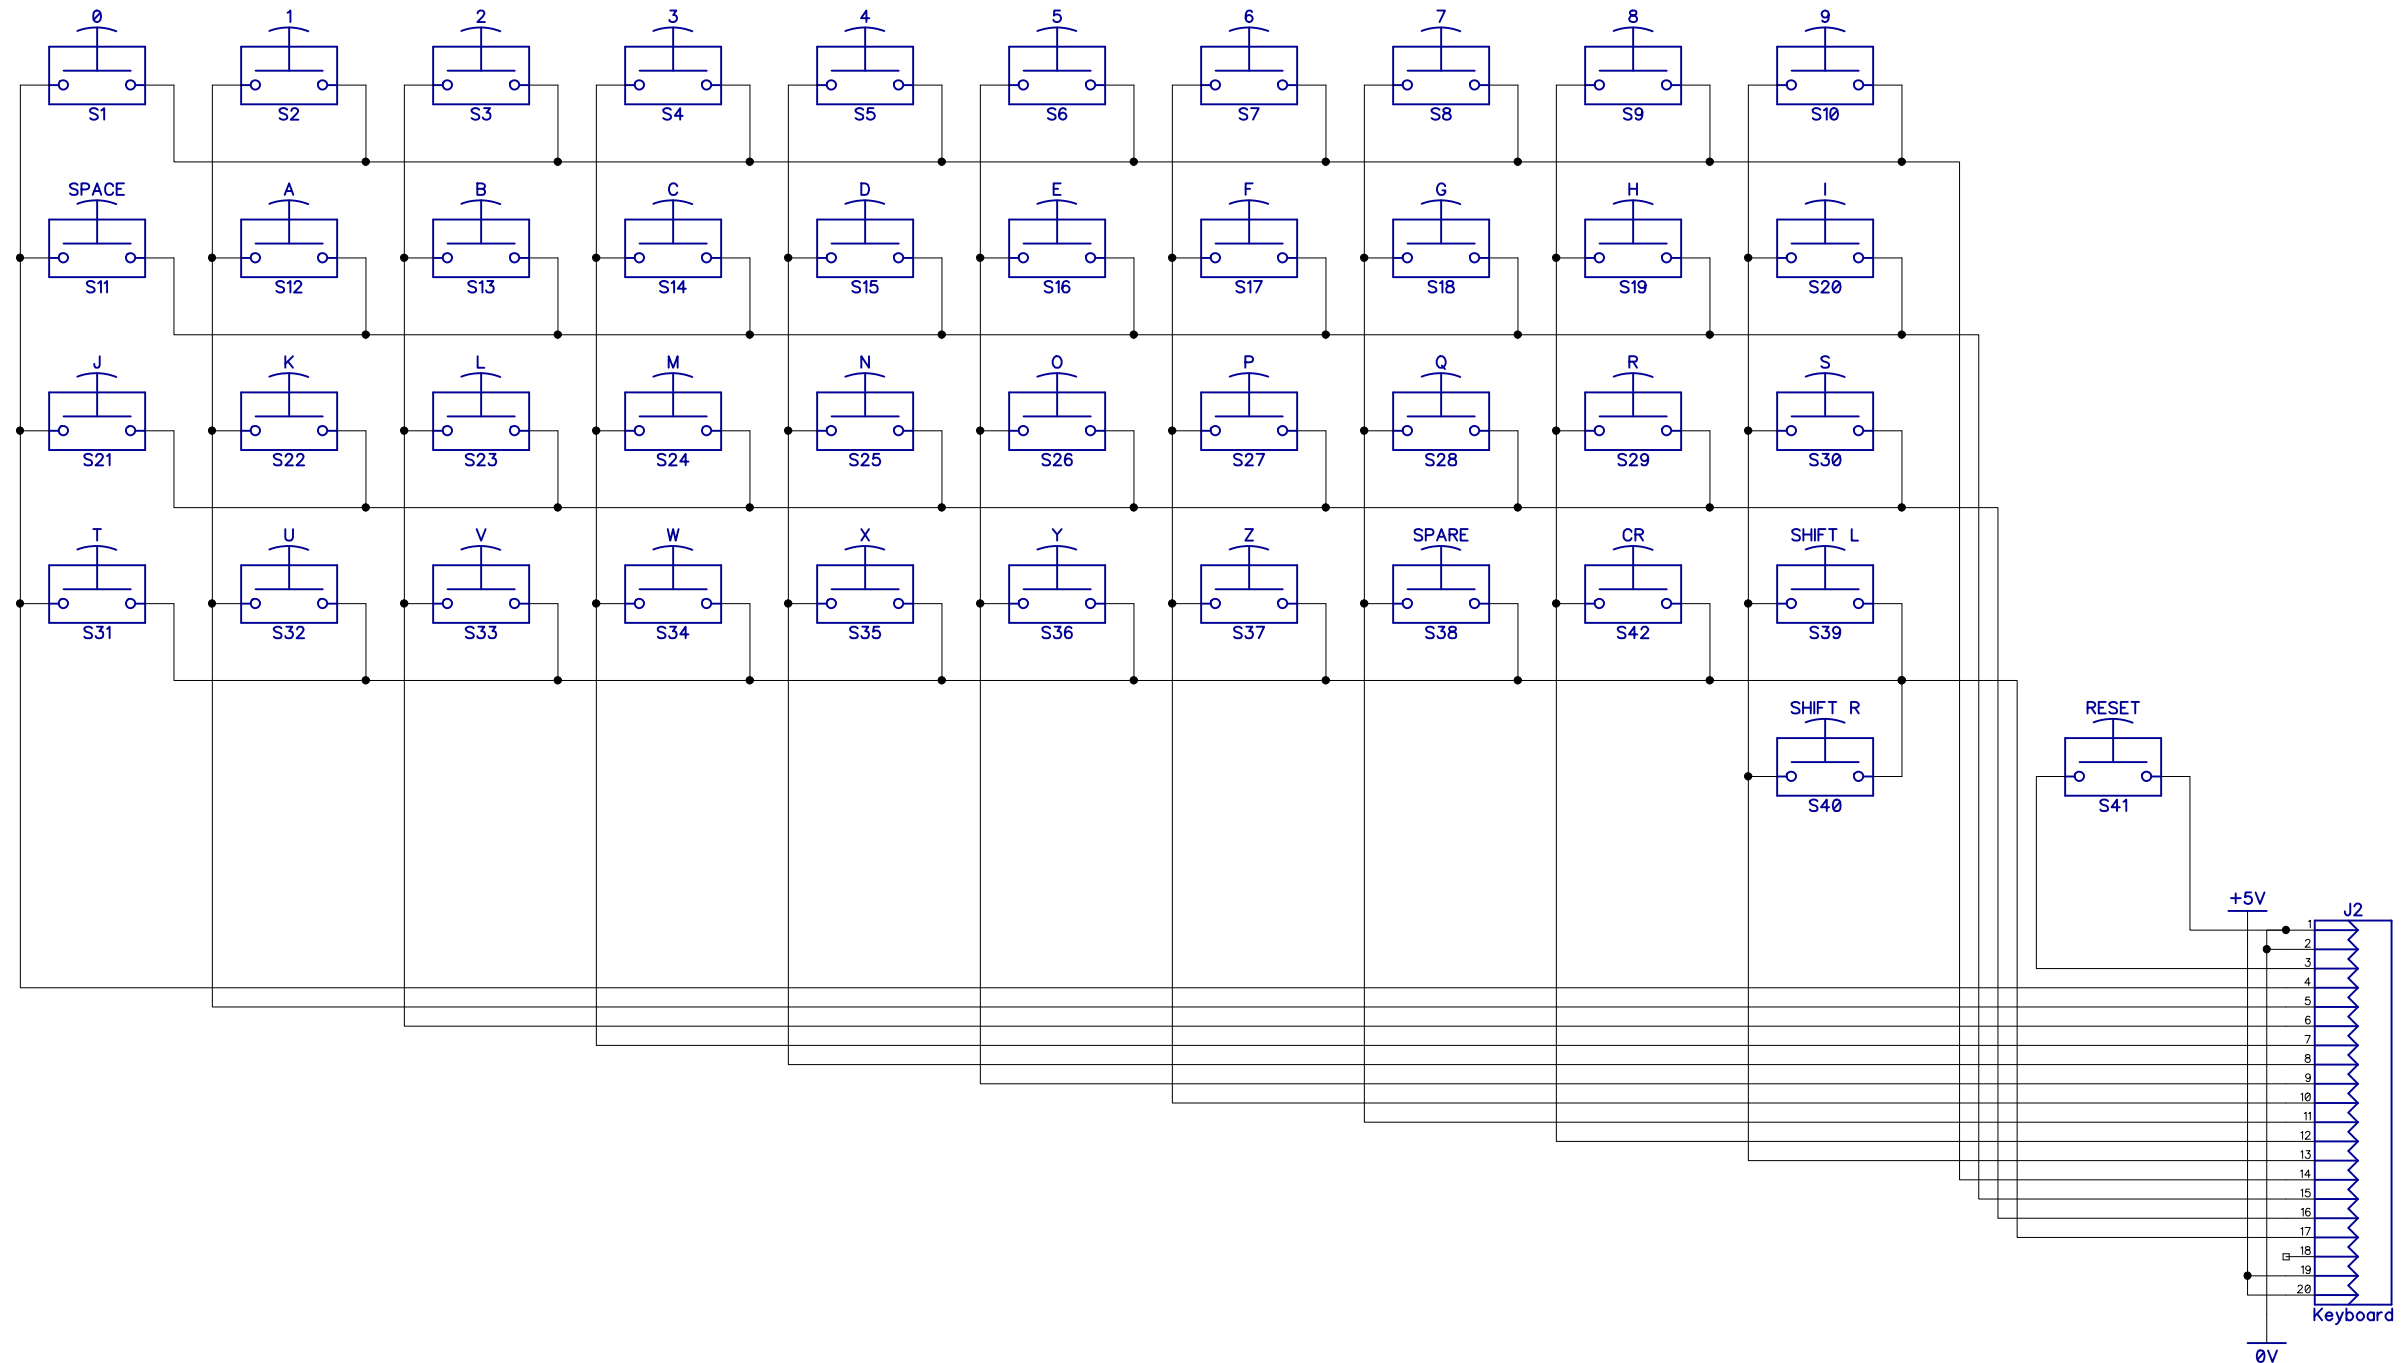 0 1 2 3 4 5 6 7 8 9
S1 S2 S3 S4 S5 S6 S7 S8 S9 S10
SPACE A B C D E F G H I
S11 S12 S13 S14 S15 S16 S17 S18 S19 S20
J K L M N O P Q R S
S21 S22 S23 S24 S25 S26 S27 S28 S29 S30
T U V W X Y Z SPARE CR SHIFT L
S31 S32 S33 S34 S35 S36 S37 S38 S42 S39
SHIFT R RESET
S40 S41
+5V
J2
1
2
3
4
5
6
7
8
9
10
11
12
13
14
15
16
17
18
19
20
Keyboard
0V